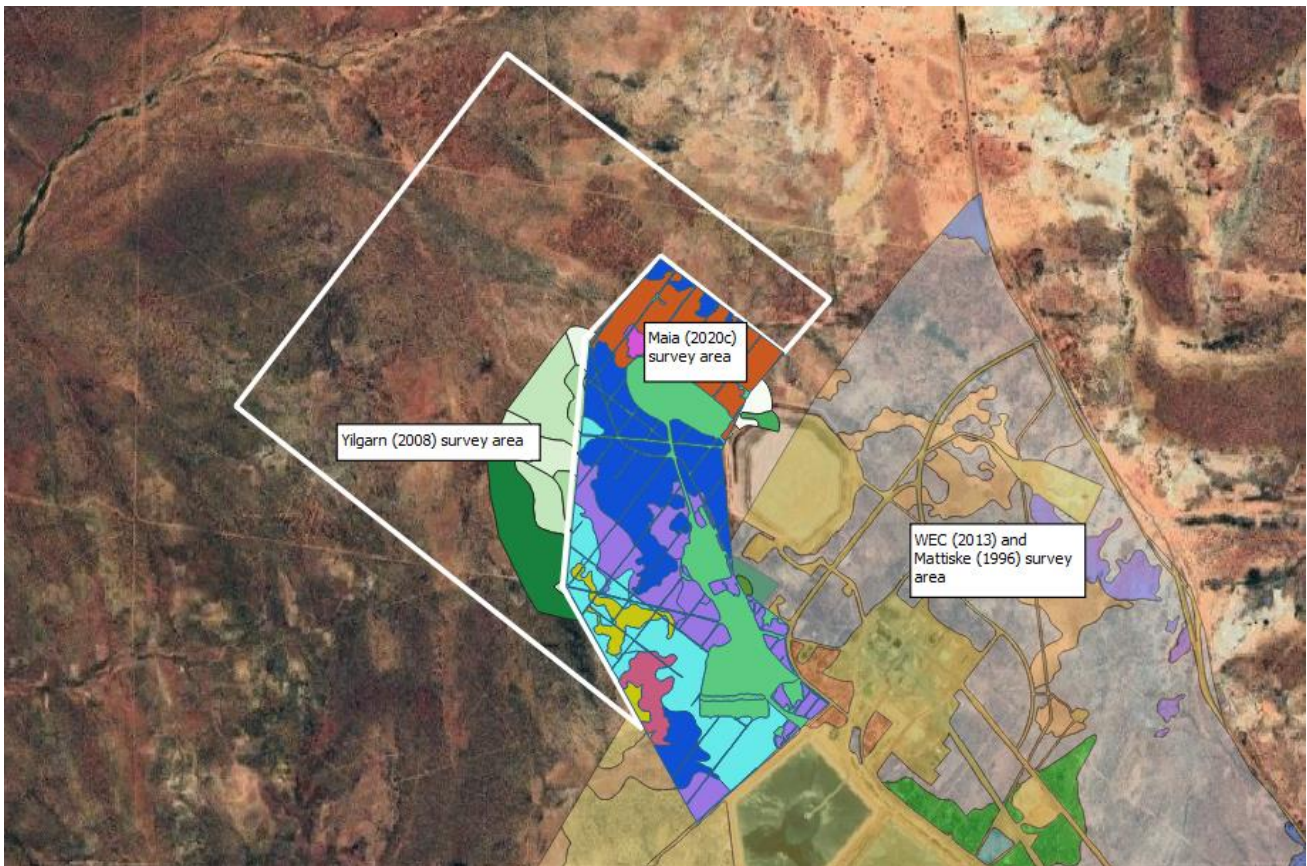 Maia (2020c)
survey area
Yilgarn (2008) survey area
WEC (2013) and
Mattiske (1996) survey
area